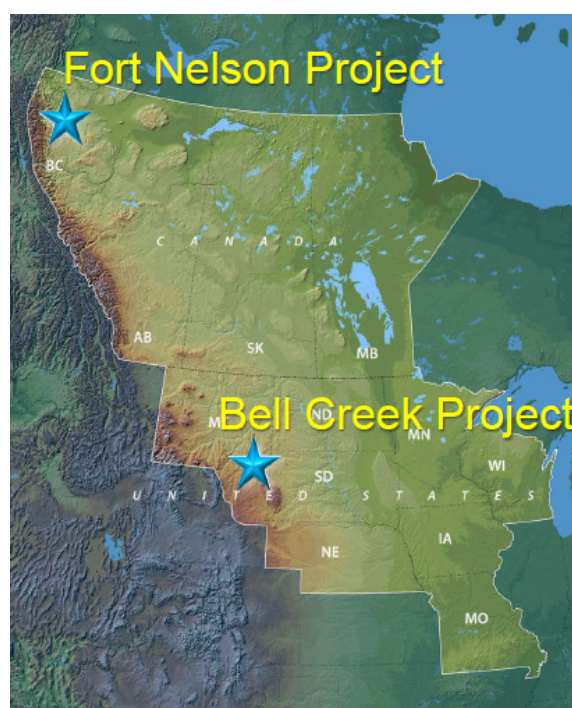 Fort Nelson Project
BC
C A N A D A
AB
SK
MB
Bell Creek Project
M
ND
MN
WI
SD
U N I T E D S T A T E S
NE
IA
MO